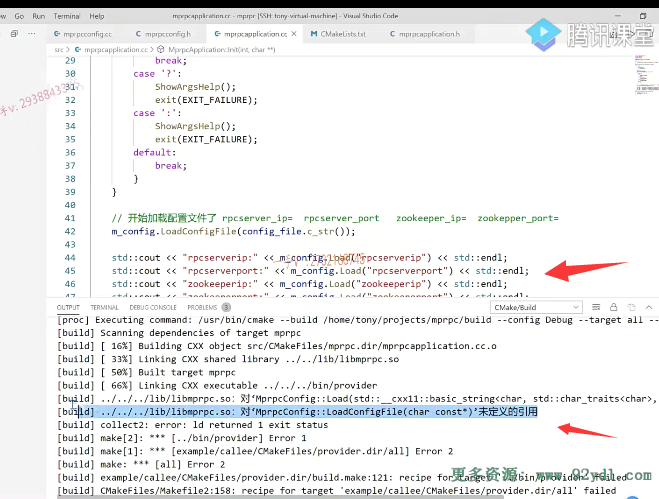 Go Run Terminal Help
mprpcapplication.cc - mprpc [SSH: tony-virtual-machine] - Visual Studio Code
mprpcconfig.cc mprpcconfig.h mprpcapplication.cc CMakeLists.txt mprpcapplication.h
腾讯课堂
src > mprpcapplication.cc > MprpcApplication::Init(int, char **)
29 break;
30 case '?':
31 ShowArgsHelp();
32 exit(EXIT_FAILURE);
33 case ':':
34 ShowArgsHelp();
35 exit(EXIT_FAILURE);
36 default:
37 break;
38 }
39 }
40
41 // 开始加载配置文件了 rpcserver_ip= rpcserver_port zookeeper_ip= zookepper_port=
42 m_config.LoadConfigFile(config_file.c_str());
43
44 std::cout << "rpcserverip:" << m_config.Load("rpcserverip") << std::endl;
45 std::cout << "rpcserverport:" << m_config.Load("rpcserverport") << std::endl;
46 std::cout << "zookeeperip:" << m_config.Load("zookeeperip") << std::endl;
OUTPUT TERMINAL DEBUG CONSOLE PROBLEMS 3 CMake/Build
[proc] Executing command: /usr/bin/cmake --build /home/tony/projects/mprpc/build --config Debug --target all --
[build] Scanning dependencies of target mprpc
[build] [ 16%] Building CXX object src/CMakeFiles/mprpc.dir/mprpcapplication.cc.o
[build] [ 33%] Linking CXX shared library ../../lib/libmprpc.so
[build] [ 50%] Built target mprpc
[build] [ 66%] Linking CXX executable ../../../bin/provider
[build] ../../../lib/libmprpc.so：对‘MprpcConfig::Load(std::__cxx11::basic_string<char, std::char_traits<char>,
[build] ../../../lib/libmprpc.so：对‘MprpcConfig::LoadConfigFile(char const*)’未定义的引用
[build] collect2: error: ld returned 1 exit status
[build] make[2]: *** [../bin/provider] Error 1
[build] make[1]: *** [example/callee/CMakeFiles/provider.dir/all] Error 2
[build] make: *** [all] Error 2
[build] example/callee/CMakeFiles/provider.dir/build.make:121: recipe for target '../bin/provider' failed
[build] CMakeFiles/Makefile2:158: recipe for target 'example/callee/CMakeFiles/provider.dir/all' failed